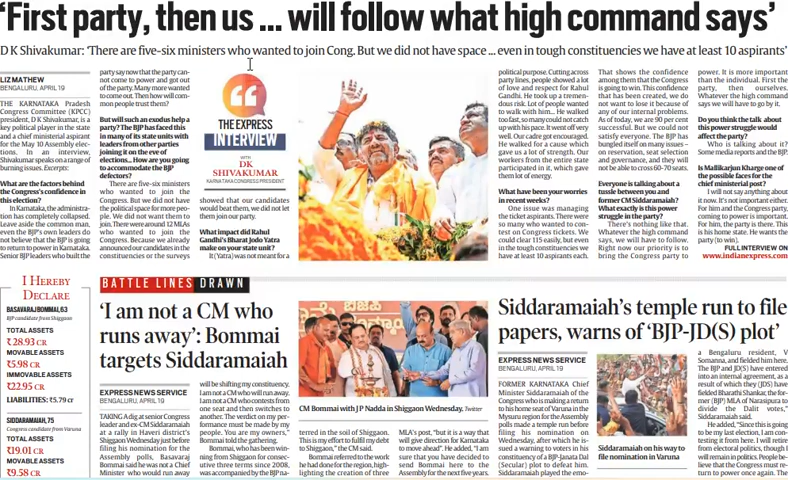 'First party, then us ... will follow what high command says'
D K Shivakumar: 'There are five-six ministers who wanted to join Cong. But we did not have space ... even in tough constituencies we have at least 10 aspirants'
LIZ MATHEW
BENGALURU, APRIL 19
THE KARNATAKA Pradesh
Congress Committee (PCC)
president, D K Shivakumar, is a
key political player in the state
and a chief ministerial aspirant
for the May 10 Assembly elec-
tions. In an interview,
Shivakumar speaks on a range of
burning issues. Excerpts:
What are the factors behind
the Congress's confidence in
this election?
In Karnataka, the administra-
tion has completely collapsed.
Leave aside the common man,
even the BJP's own leaders do
not believe that the BJP is going
to return to power in Karnataka.
Senior BJP leaders who built the
party say now that the party can-
not come to power and got out
of the party. Many more wanted
to come out. Then how will com-
mon people trust them?
But will such an exodus help a
party? The BJP has faced this
in many of its state units with
leaders from other parties
joining it on the eve of
elections... How are you
going to accommodate the BJP
defectors?
There are five-six ministers
who wanted to join the
Congress. But we did not have
the political space for more peo-
ple. We did not want them to
join. There were around 12 MLAs
who wanted to join the
Congress. Because we already
announced our candidates in the
constituencies or the surveys
THE EXPRESS
INTERVIEW
WITH
DK
SHIVAKUMAR
KARNATAKA CONGRESS PRESIDENT
showed that our candidates
would beat them, we did not let
them join our party.
What impact did Rahul
Gandhi's Bharat Jodo Yatra
make on your state unit?
It (Yatra) was not meant for a
political purpose. Cutting across
party lines, people showed a lot
of love and respect for Rahul
Gandhi. He took up a tremen-
dous risk. Lot of people wanted
to walk with him... He walked
too fast, so many could not catch
up with his pace. It went off very
well. Our cadre got encouraged.
He walked for a cause which
gave us a lot of strength. Our
workers from the entire state
participated in it, which gave
them lot of energy.
What have been your worries
in recent weeks?
One issue was managing
the ticket aspirants. There were
so many who wanted to con-
test on Congress tickets. We
could clear 115 easily, but even
in the tough constituencies we
have at least 10 aspirants each.
That shows the confidence
among them that the Congress
is going to win. This confidence
that has been created, we do
not want to lose it because of
any of our internal problems.
As of today, we are 90 per cent
successful. But we could not
satisfy everyone. The BJP has
bungled itself on many issues –
on reservation, seat selection
and governance, and they will
not be able to cross 60-70 seats.
Everyone is talking about a
tussle between you and
former CM Siddaramaiah?
What exactly is this power
struggle in the party?
There's nothing like that.
Whatever the high command
says, we will have to follow.
Right now our priority is to
bring the Congress party to
power. It is more important
than the individual. First the
party, then ourselves.
Whatever the high command
says we will have to go by it.
Do you think the talk about
this power struggle would
affect the party?
Who is talking about it?
Some media reports and the BJP.
Is Mallikarjun Kharge one of
the possible faces for the
chief ministerial post?
I will not say anything about
it now. It's not important either.
For him and the Congress party,
coming to power is important.
For him, the party is there. This
is his home state. He wants the
party (to win).
FULL INTERVIEW ON
www.indianexpress.com
I HEREBY
DECLARE
BASAVARAJ BOMMAI, 63
BJP candidate from Shiggaon
TOTAL ASSETS
₹28.93 CR
MOVABLE ASSETS
₹5.98 CR
IMMOVABLE ASSETS
₹22.95 CR
LIABILITIES: ₹5.79 cr
SIDDARAMAIAH, 75
Congress candidate from Varuna
TOTAL ASSETS
₹19.01 CR
MOVABLE ASSETS
₹9.58 CR
BATTLE LINES DRAWN
'I am not a CM who
runs away': Bommai
targets Siddaramaiah
EXPRESS NEWS SERVICE
BENGALURU, APRIL 19
TAKING A dig at senior Congress
leader and ex-CM Siddaramaiah
at a rally in Haveri district's
Shiggaon Wednesday just before
filing his nomination for the
Assembly polls, Basavaraj
Bommai said he was not a Chief
Minister who would run away
will be shifting my constituency,
I am not a CM who will run away.
I am not a CM who contests from
one seat and then switches to
another. The verdict on my per-
formance must be made by my
people. You are my owners,"
Bommai told the gathering.
Bommai, who has been win-
ning from Shiggaon for consec-
utive three terms since 2008,
was accompanied by the BJP na-
CM Bommai with J P Nadda in Shiggaon Wednesday. Twitter
terred in the soil of Shiggaon.
This is my effort to fulfil my debt
to Shiggaon," the CM said.
Bommai referred to the work
he had done for the region, high-
lighting the creation of three
MLA's post, "but it is a way that
will give direction for Karnataka
to move ahead". He added, "I am
sure that you have decided to
send Bommai here to the
Assembly for the next five years.
Siddaramaiah's temple run to file
papers, warns of 'BJP-JD(S) plot'
EXPRESS NEWS SERVICE
BENGALURU, APRIL 19
FORMER KARNATAKA Chief
Minister Siddaramaiah of the
Congress who is making a return
to his home seat of Varuna in the
Mysuru region for the Assembly
polls made a temple run before
filing his nomination on
Wednesday, after which he is-
sued a warning to voters in his
constituency of a BJP-Janata Dal
(Secular) plot to defeat him.
Siddaramaiah played the emo-
Siddaramaiah on his way to
file nomination in Varuna
a Bengaluru resident, V
Somanna, and fielded him here.
The BJP and JD(S) have entered
into an internal agreement, as a
result of which they (JDS) have
fielded Bharathi Shankar, the for-
mer (BJP) MLA of Narasipura to
divide the Dalit votes,"
Siddaramaiah said.
He added, "Since this is going
to be my last election, I am con-
testing it from here. I will retire
from electoral politics, though I
will remain in politics. People be-
lieve that the Congress must re-
turn to power once again. The